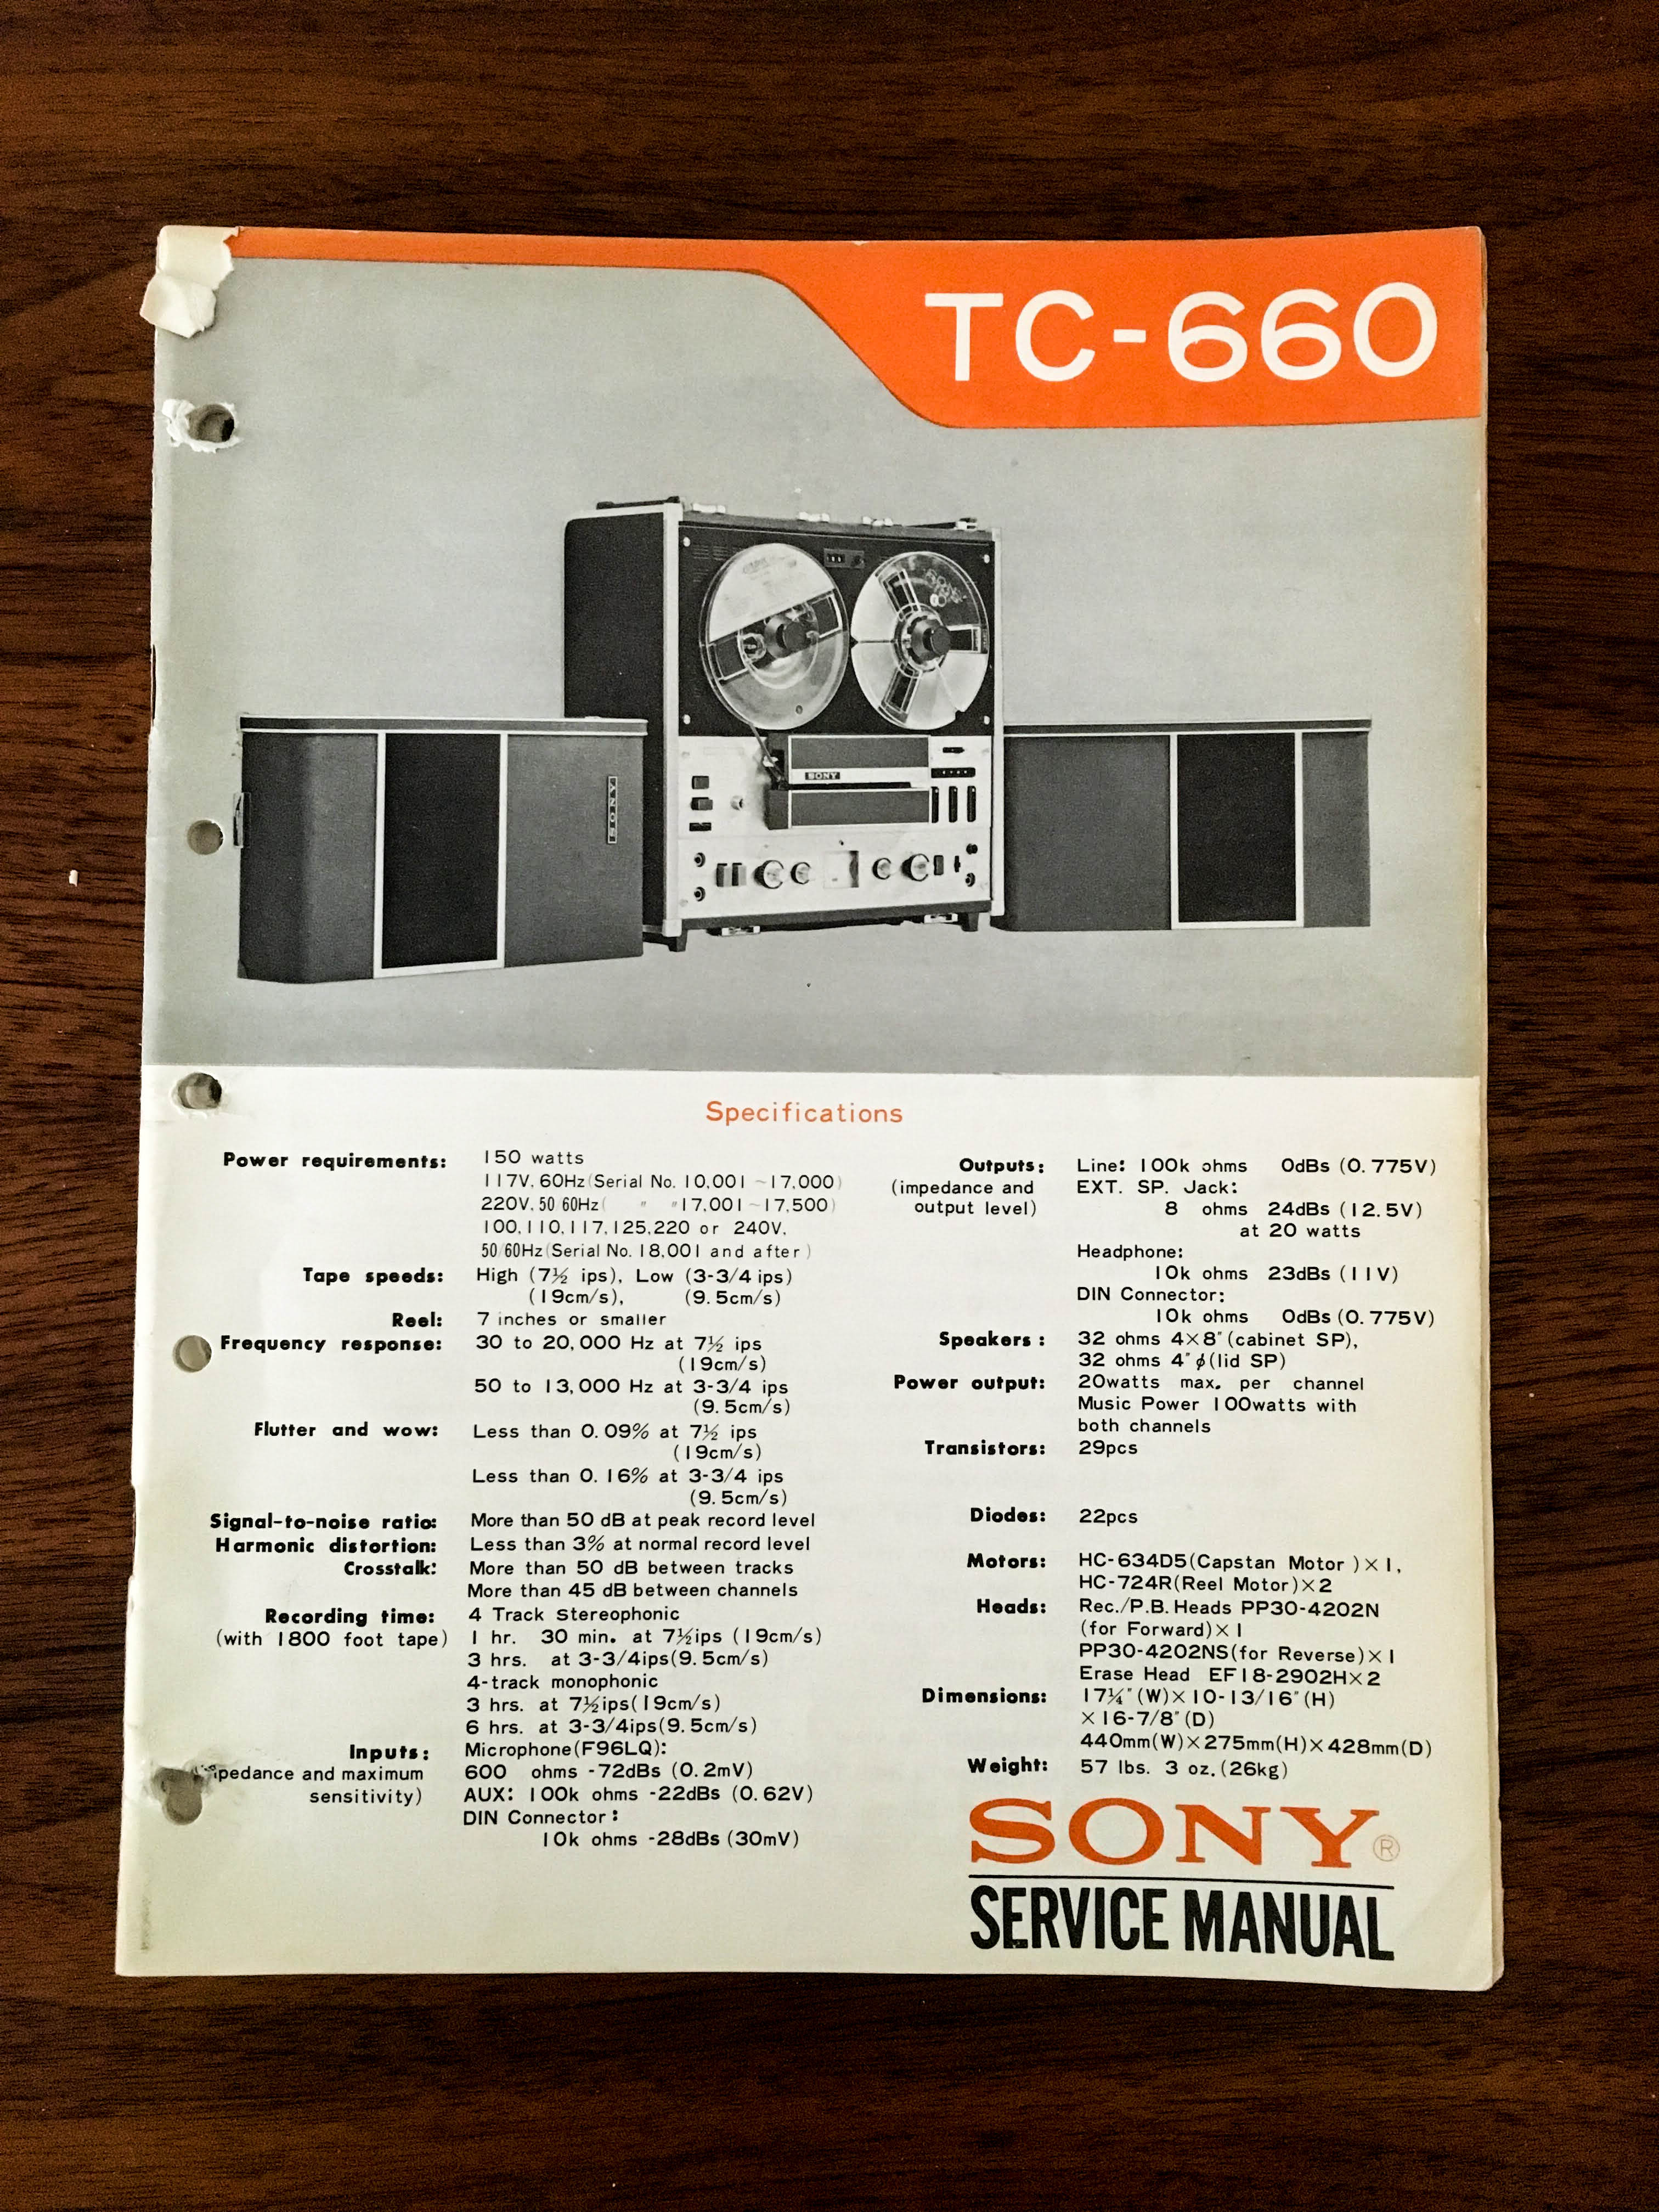 TC-660
SONY
SONY
Specifications
Power requirements: 150 watts
117V, 60Hz (Serial No. 10,001 ~ 17,000)
220V, 50/60Hz ( " " 17,001 ~ 17,500)
100, 110, 117, 125, 220 or 240V,
50/60Hz (Serial No. 18,001 and after)
Tape speeds: High (7½ ips), Low (3-3/4 ips)
(19cm/s), (9.5cm/s)
Reel: 7 inches or smaller
Frequency response: 30 to 20,000 Hz at 7½ ips
(19cm/s)
50 to 13,000 Hz at 3-3/4 ips
(9.5cm/s)
Flutter and wow: Less than 0.09% at 7½ ips
(19cm/s)
Less than 0.16% at 3-3/4 ips
(9.5cm/s)
Signal-to-noise ratio: More than 50 dB at peak record level
Harmonic distortion: Less than 3% at normal record level
Crosstalk: More than 50 dB between tracks
More than 45 dB between channels
Recording time: 4 Track Stereophonic
(with 1800 foot tape) 1 hr. 30 min. at 7½ips (19cm/s)
3 hrs. at 3-3/4ips(9.5cm/s)
4-track monophonic
3 hrs. at 7½ips(19cm/s)
6 hrs. at 3-3/4ips(9.5cm/s)
Inputs: Microphone(F96LQ):
pedance and maximum 600 ohms -72dBs (0.2mV)
sensitivity) AUX: 100k ohms -22dBs (0.62V)
DIN Connector:
10k ohms -28dBs (30mV)
Outputs: Line: 100k ohms 0dBs (0.775V)
(impedance and EXT. SP. Jack:
output level) 8 ohms 24dBs (12.5V)
at 20 watts
Headphone:
10k ohms 23dBs (11V)
DIN Connector:
10k ohms 0dBs (0.775V)
Speakers: 32 ohms 4×8" (cabinet SP),
32 ohms 4" φ (lid SP)
Power output: 20watts max. per channel
Music Power 100watts with
both channels
Transistors: 29pcs
Diodes: 22pcs
Motors: HC-634D5(Capstan Motor )×1,
HC-724R(Reel Motor)×2
Heads: Rec./P.B. Heads PP30-4202N
(for Forward)×1
PP30-4202NS(for Reverse)×1
Erase Head EF18-2902H×2
Dimensions: 17¼" (W)×10-13/16" (H)
×16-7/8" (D)
440mm(W)×275mm(H)×428mm(D)
Weight: 57 lbs. 3 oz. (26kg)
SONY®
SERVICE MANUAL